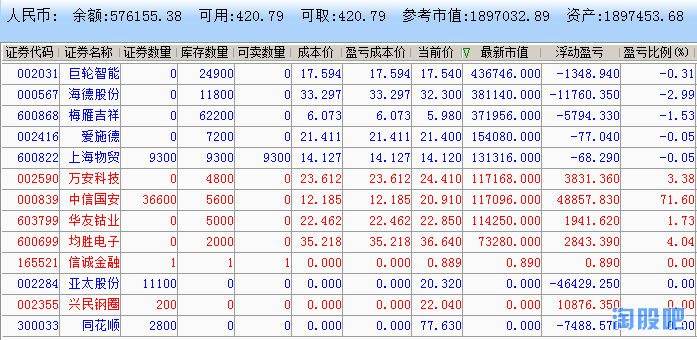 人民币: 余额:576155.38 可用:420.79 可取:420.79 参考市值:1897032.89 资产:1897453.68
证券代码 证券名称 证券数量 库存数量 可卖数量 成本价 盈亏成本价 当前价 最新市值 浮动盈亏 盈亏比例(%)
002031 巨轮智能 0 24900 0 17.594 17.594 17.540 436746.000 -1348.940 -0.31
000567 海德股份 0 11800 0 33.297 33.297 32.300 381140.000 -11760.350 -2.99
600868 梅雁吉祥 0 62200 0 6.073 6.073 5.980 371956.000 -5794.330 -1.53
002416 爱施德 0 7200 0 21.411 21.411 21.400 154080.000 -77.040 -0.05
600822 上海物贸 9300 9300 9300 14.127 14.127 14.120 131316.000 -68.290 -0.05
002590 万安科技 0 4800 0 23.612 23.612 24.410 117168.000 3831.360 3.38
000839 中信国安 36600 5600 0 12.185 12.185 20.910 117096.000 48857.830 71.60
603799 华友钴业 0 5000 0 22.462 22.462 22.850 114250.000 1941.620 1.73
600699 均胜电子 0 2000 0 35.218 35.218 36.640 73280.000 2843.390 4.04
165521 信诚金融 1 1 1 0.000 0.000 0.889 0.890 0.890 0.00
002284 亚太股份 11100 0 0 0.000 0.000 20.320 0.000 -46429.250 0.00
002355 兴民钢圈 200 0 0 0.000 0.000 22.040 0.000 10876.350 0.00
300033 同花顺 2800 0 0 0.000 0.000 77.630 0.000 -7488.570 0.00
淘股吧